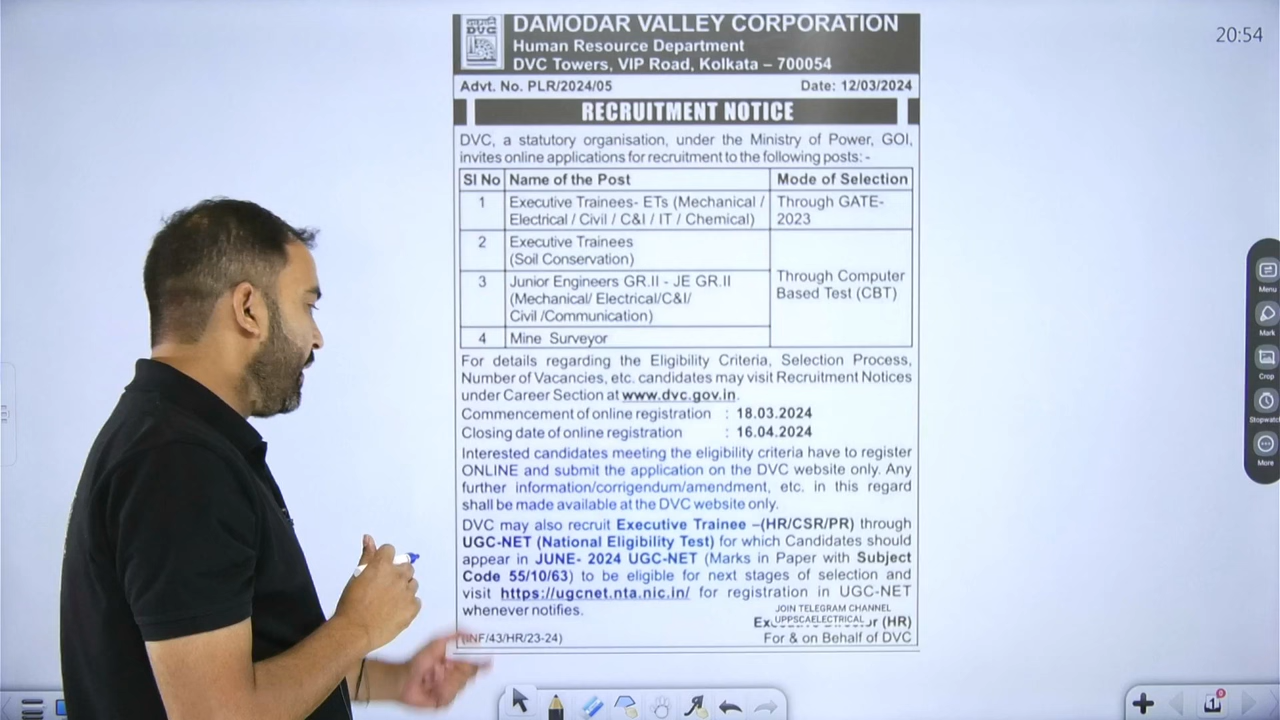 DAMODAR VALLEY CORPORATION
DVC
Human Resource Department
DVC Towers, VIP Road, Kolkata – 700054
20:54
Advt. No. PLR/2024/05 Date: 12/03/2024
RECRUITMENT NOTICE
DVC, a statutory organisation, under the Ministry of Power, GOI,
invites online applications for recruitment to the following posts: -
Sl No Name of the Post Mode of Selection
1 Executive Trainees- ETs (Mechanical / Through GATE-
Electrical / Civil / C&I / IT / Chemical) 2023
2 Executive Trainees
(Soil Conservation)
3 Junior Engineers GR.II - JE GR.II Through Computer
(Mechanical/ Electrical/C&I/ Based Test (CBT)
Civil /Communication)
4 Mine Surveyor
For details regarding the Eligibility Criteria, Selection Process,
Number of Vacancies, etc. candidates may visit Recruitment Notices
under Career Section at www.dvc.gov.in.
Commencement of online registration : 18.03.2024
Closing date of online registration : 16.04.2024
Interested candidates meeting the eligibility criteria have to register
ONLINE and submit the application on the DVC website only. Any
further information/corrigendum/amendment, etc. in this regard
shall be made available at the DVC website only.
DVC may also recruit Executive Trainee –(HR/CSR/PR) through
UGC-NET (National Eligibility Test) for which Candidates should
appear in JUNE- 2024 UGC-NET (Marks in Paper with Subject
Code 55/10/63) to be eligible for next stages of selection and
visit https://ugcnet.nta.nic.in/ for registration in UGC-NET
whenever notifies.
JOIN TELEGRAM CHANNEL
UPPSCAELECTRICAL
(HR)
(INF/43/HR/23-24) For & on Behalf of DVC
Menu
Mark
Crop
Stopwatch
More
1